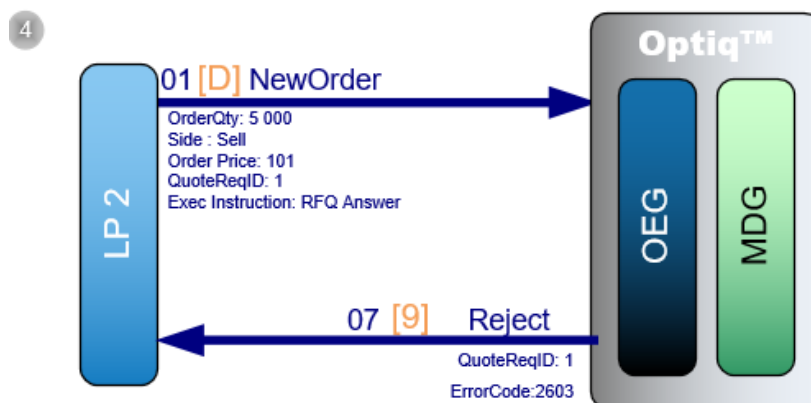 4
Optiq™
01 [D] NewOrder
OrderQty: 5 000
Side : Sell
Order Price: 101
QuoteReqID: 1
Exec Instruction: RFQ Answer
LP 2
OEG
MDG
07 [9] Reject
QuoteReqID: 1
ErrorCode:2603